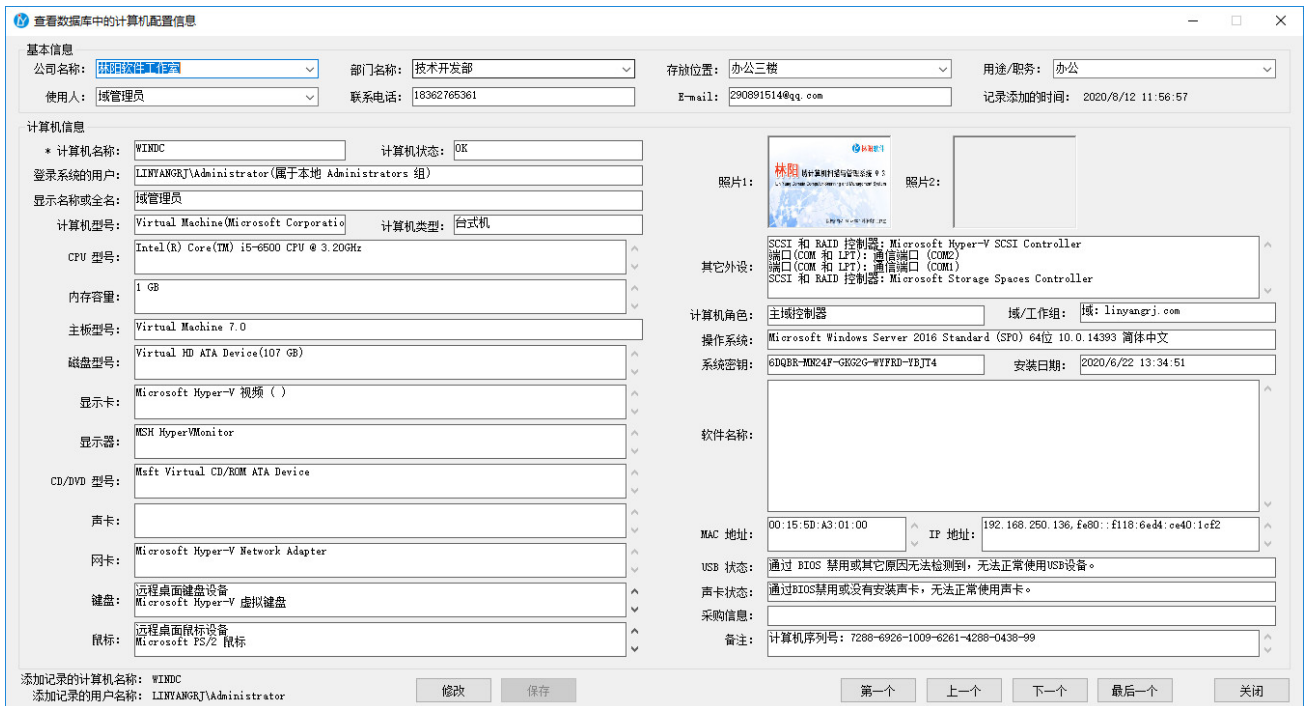 查看数据库中的计算机配置信息
基本信息
公司名称: 林阳软件工作室
部门名称: 技术开发部
存放位置: 办公三楼
用途/职务: 办公
使用人: 域管理员
联系电话: 18362765361
E-mail: 290891514@qq.com
记录添加的时间: 2020/8/12 11:56:57
计算机信息
* 计算机名称: WINDC
计算机状态: OK
登录系统的用户: LINYANGRJ\Administrator(属于本地 Administrators 组)
显示名称或全名: 域管理员
计算机型号: Virtual Machine(Microsoft Corporatio
计算机类型: 台式机
CPU 型号: Intel(R) Core(TM) i5-6500 CPU @ 3.20GHz
内存容量: 1 GB
主板型号: Virtual Machine 7.0
磁盘型号: Virtual HD ATA Device(107 GB)
显示卡: Microsoft Hyper-V 视频 ( )
显示器: MSH HyperVMonitor
CD/DVD 型号: Msft Virtual CD/ROM ATA Device
声卡:
网卡: Microsoft Hyper-V Network Adapter
键盘: 远程桌面键盘设备
Microsoft Hyper-V 虚拟键盘
鼠标: 远程桌面鼠标设备
Microsoft PS/2 鼠标
照片1:
林阳软件
林阳
照片2:
其它外设: SCSI 和 RAID 控制器: Microsoft Hyper-V SCSI Controller
端口(COM 和 LPT): 通信端口 (COM2)
端口(COM 和 LPT): 通信端口 (COM1)
SCSI 和 RAID 控制器: Microsoft Storage Spaces Controller
计算机角色: 主域控制器
域/工作组: 域: linyangrj.com
操作系统: Microsoft Windows Server 2016 Standard (SP0) 64位 10.0.14393 简体中文
系统密钥: 6DQBR-MN24F-GKG2G-WYFRD-YBJT4
安装日期: 2020/6/22 13:34:51
软件名称:
MAC 地址: 00:15:5D:A3:01:00
IP 地址: 192.168.250.136,fe80::f118:6ed4:ce40:1cf2
USB 状态: 通过 BIOS 禁用或其它原因无法检测到，无法正常使用USB设备。
声卡状态: 通过BIOS禁用或没有安装声卡，无法正常使用声卡。
采购信息:
备注: 计算机序列号: 7288-6926-1009-6261-4288-0438-99
添加记录的计算机名称: WINDC
添加记录的用户名称: LINYANGRJ\Administrator
修改
保存
第一个
上一个
下一个
最后一个
关闭